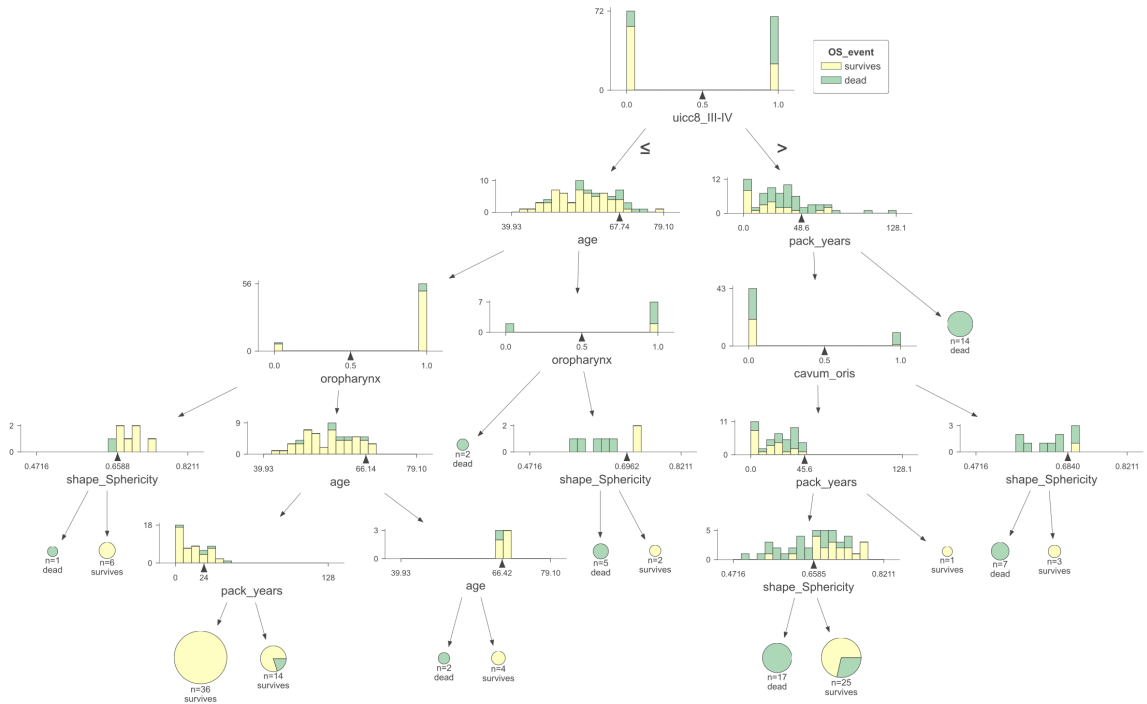 72
0
0.0 0.5 1.0
uicc8_III-IV
OS_event
survives
dead
≤ >
10
0
39.93 67.74 79.10
age
12
0
0.0 48.6 128.1
pack_years
56
0
0.0 0.5 1.0
oropharynx
7
0
0.0 0.5 1.0
oropharynx
43
0
0.0 0.5 1.0
cavum_oris
n=14
dead
2
0
0.4716 0.6588 0.8211
shape_Sphericity
9
0
39.93 66.14 79.10
age
n=2
dead
2
0
0.4716 0.6962 0.8211
shape_Sphericity
11
0
0.0 45.6 128.1
pack_years
3
0
0.4716 0.6840 0.8211
shape_Sphericity
n=1
dead
n=6
survives
18
0
0 24 128
pack_years
3
0
39.93 66.42 79.10
age
n=5
dead
n=2
survives
5
0
0.4716 0.6585 0.8211
shape_Sphericity
n=1
survives
n=7
dead
n=3
survives
n=36
survives
n=14
survives
n=2
dead
n=4
survives
n=17
dead
n=25
survives